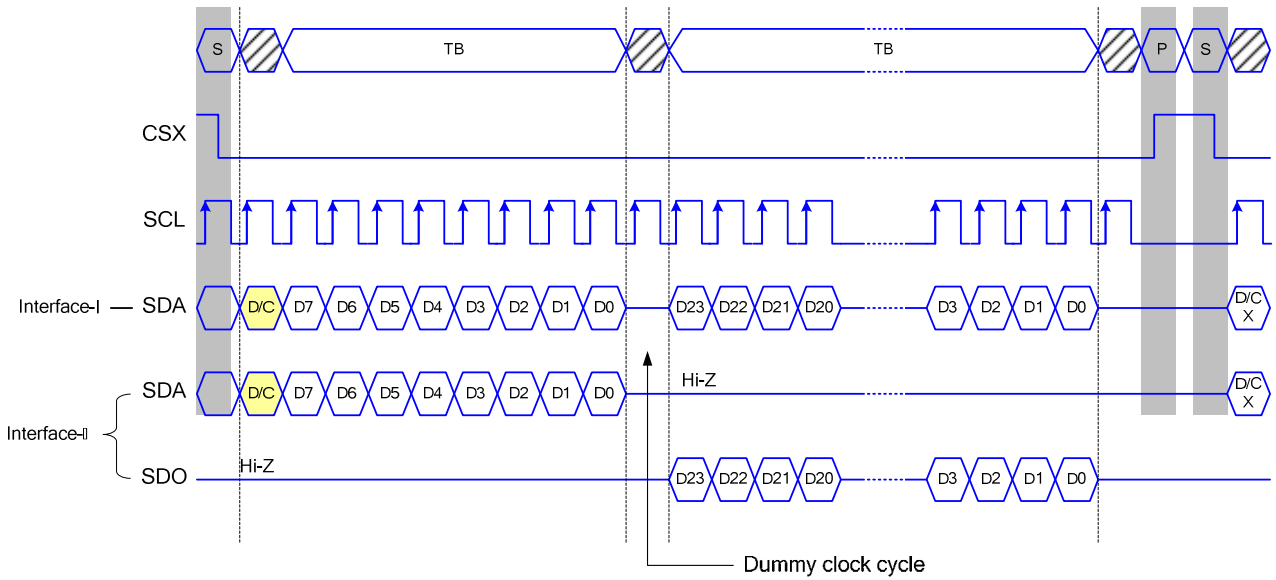 S TB TB P S
CSX
SCL
Interface-I SDA D/C D7 D6 D5 D4 D3 D2 D1 D0 D23 D22 D21 D20 D3 D2 D1 D0 D/C X
SDA D/C D7 D6 D5 D4 D3 D2 D1 D0 Hi-Z D/C X
Interface-▯
SDO Hi-Z D23 D22 D21 D20 D3 D2 D1 D0
Dummy clock cycle